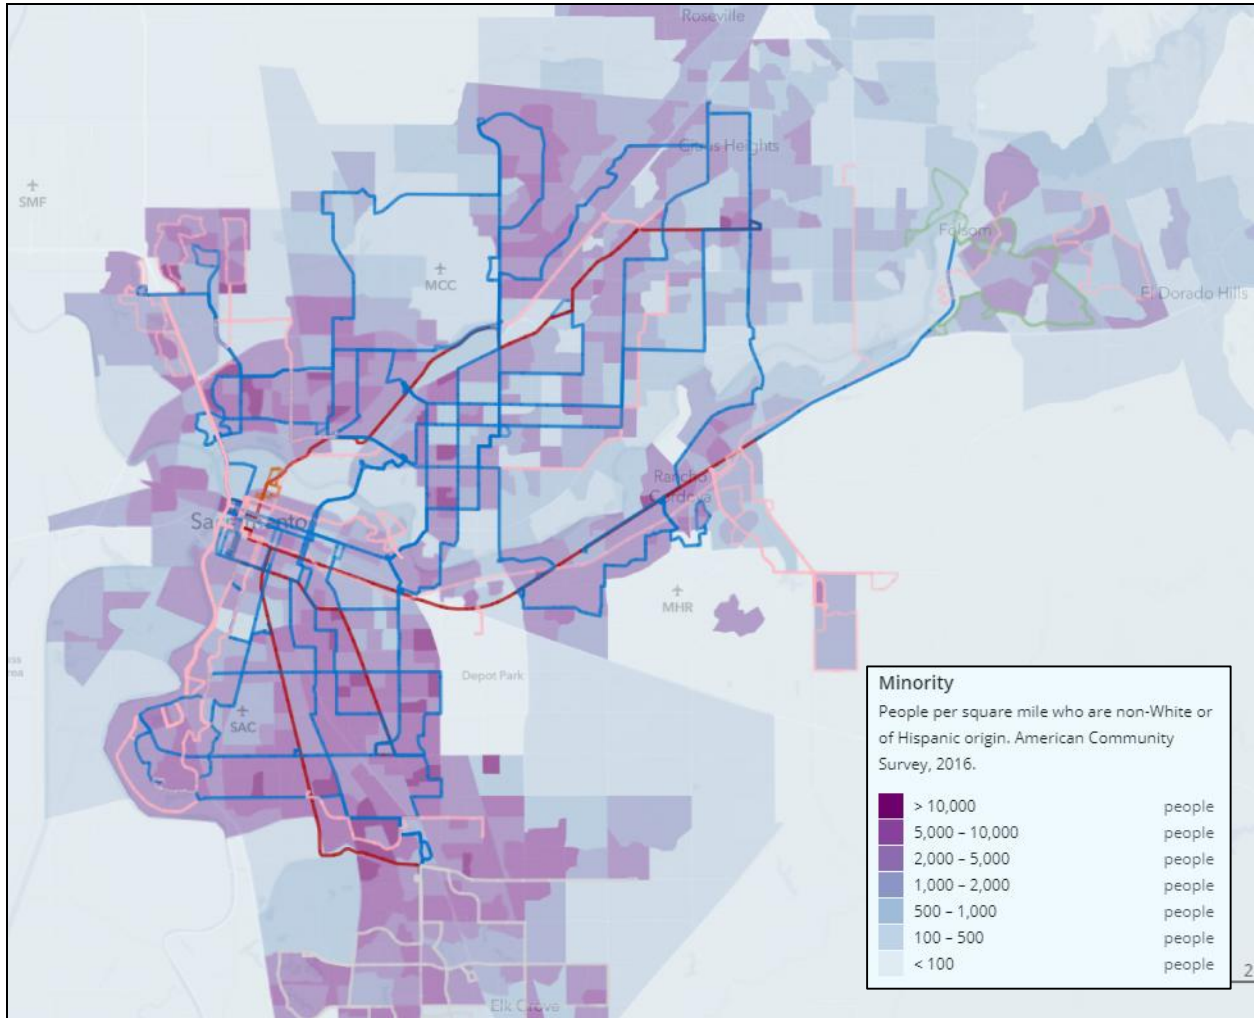 Roseville
Citrus Heights
SMF
Folsom
MCC
El Dorado Hills
Rancho
Cordova
Sacramento
MHR
Depot Park
SAC
Elk Grove
Minority
People per square mile who are non-White or
of Hispanic origin. American Community
Survey, 2016.
> 10,000 people
5,000 – 10,000 people
2,000 – 5,000 people
1,000 – 2,000 people
500 – 1,000 people
100 – 500 people
< 100 people
2